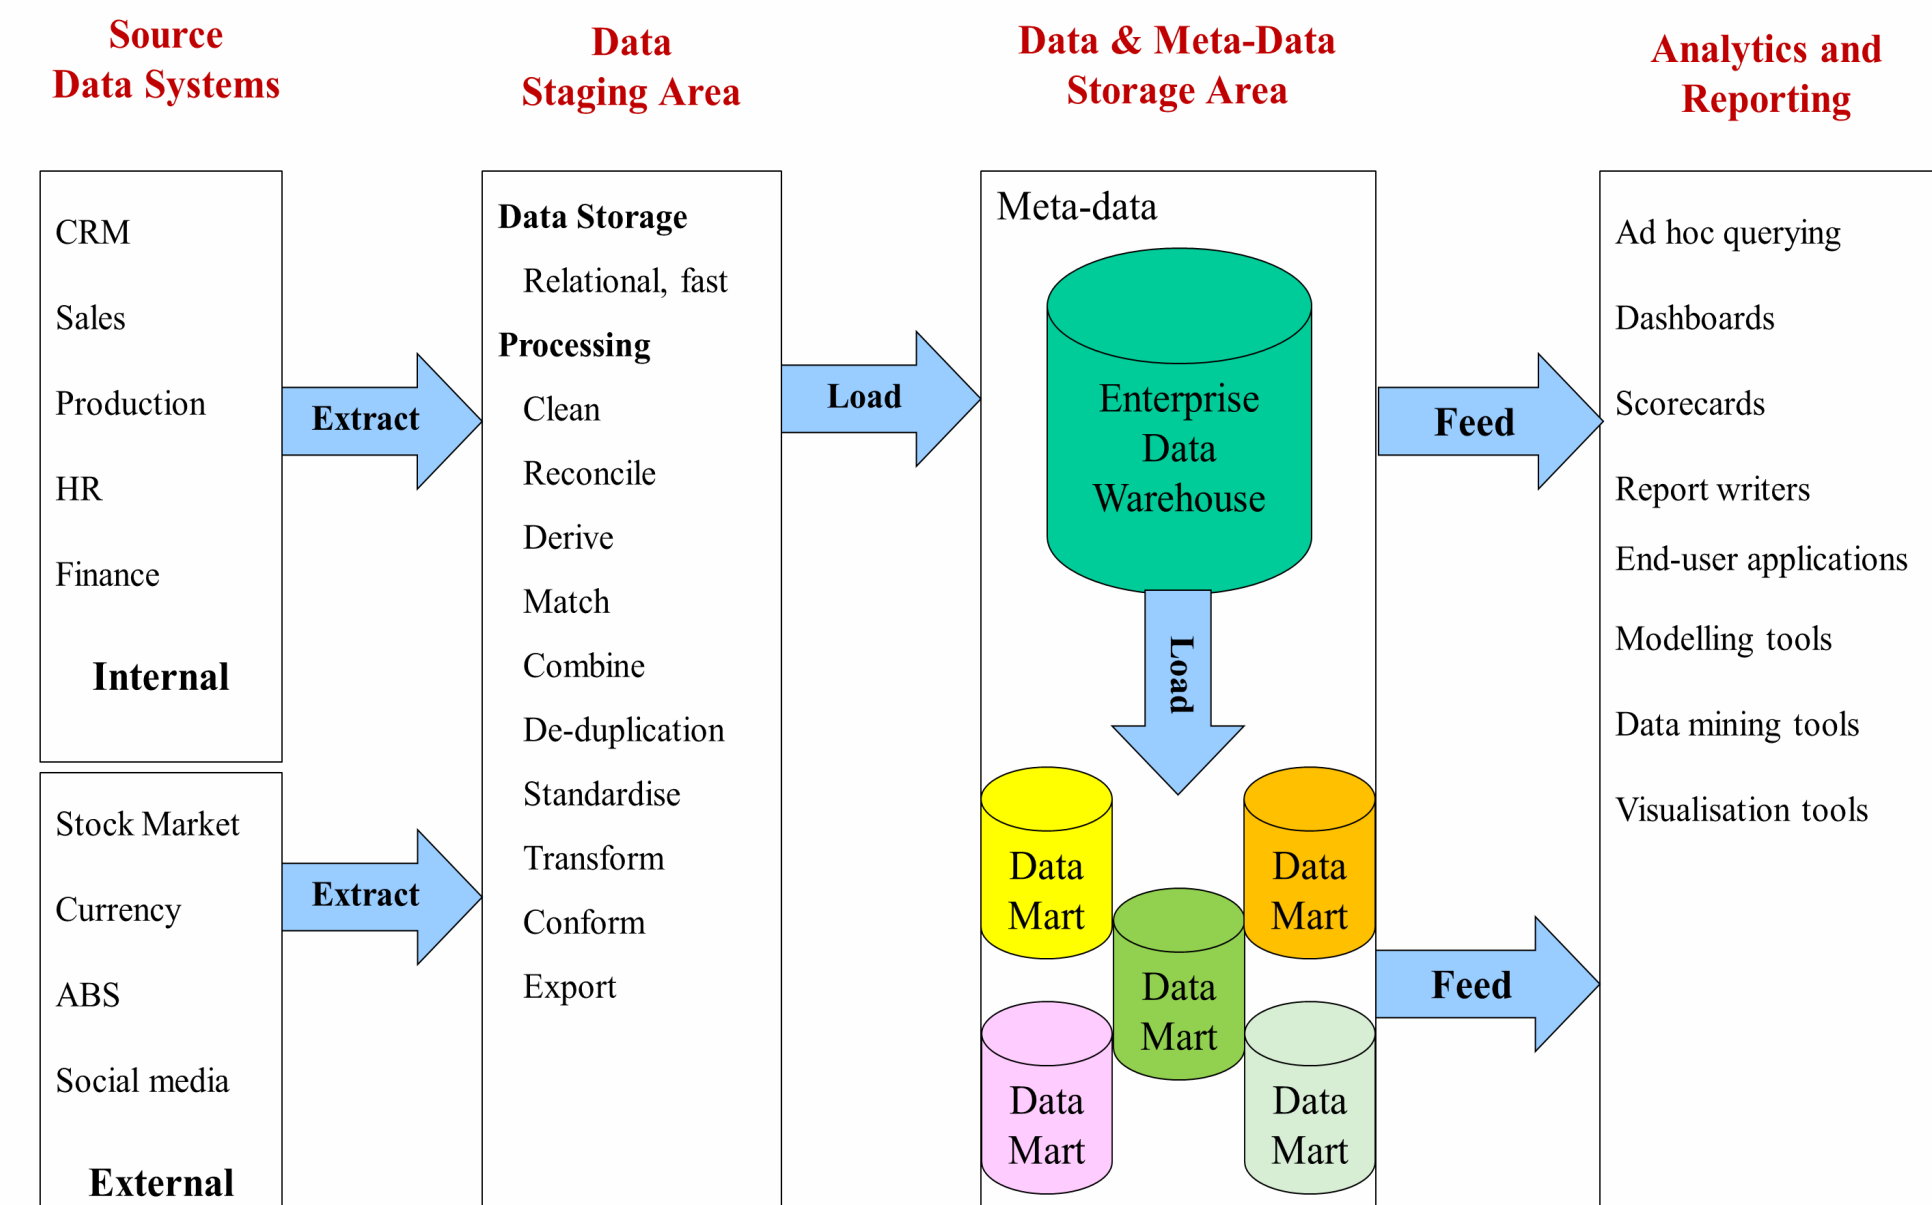 Source
Data Systems
Data
Staging Area
Data & Meta-Data
Storage Area
Analytics and
Reporting
CRM
Sales
Production
HR
Finance
Internal
Stock Market
Currency
ABS
Social media
External
Extract
Extract
Data Storage
Relational, fast
Processing
Clean
Reconcile
Derive
Match
Combine
De-duplication
Standardise
Transform
Conform
Export
Load
Meta-data
Enterprise
Data
Warehouse
Load
Data
Mart
Data
Mart
Data
Mart
Data
Mart
Data
Mart
Feed
Feed
Ad hoc querying
Dashboards
Scorecards
Report writers
End-user applications
Modelling tools
Data mining tools
Visualisation tools